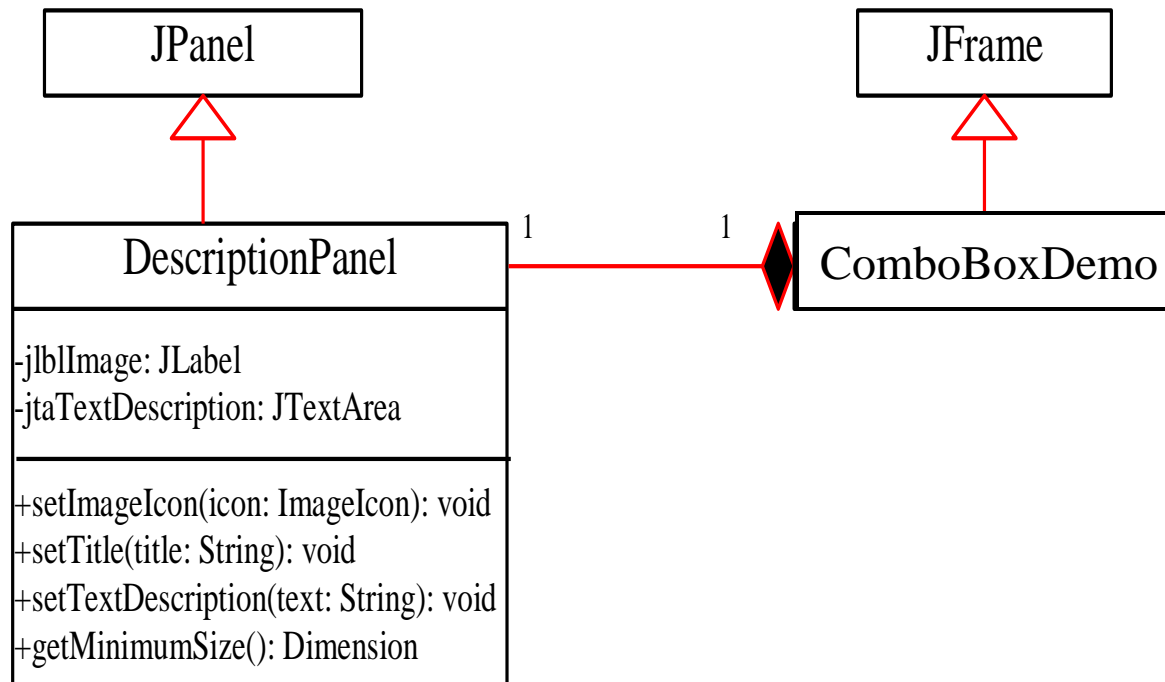 JPanel
JFrame
1
1
DescriptionPanel
ComboBoxDemo
-jlblImage: JLabel
-jtaTextDescription: JTextArea
+setImageIcon(icon: ImageIcon): void
+setTitle(title: String): void
+setTextDescription(text: String): void
+getMinimumSize(): Dimension